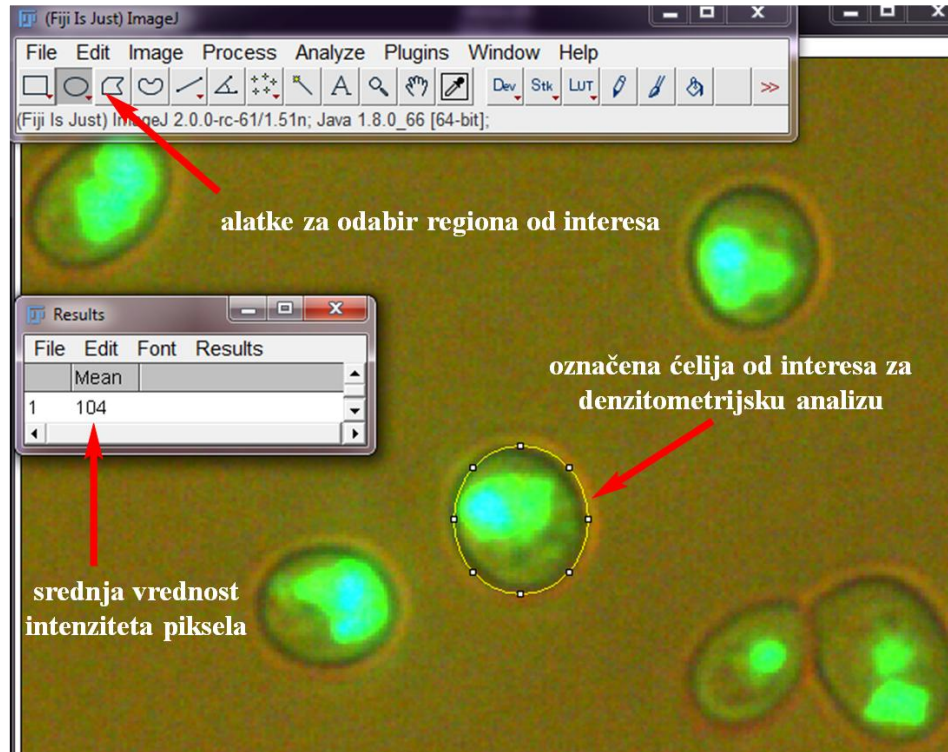 (Fiji Is Just) ImageJ
File Edit Image Process Analyze Plugins Window Help
A Dev Stk LUT >>
(Fiji Is Just) ImageJ 2.0.0-rc-61/1.51n; Java 1.8.0_66 [64-bit];
alatke za odabir regiona od interesa
Results
File Edit Font Results
Mean
1 104
označena ćelija od interesa za
denzitometrijsku analizu
srednja vrednost
intenziteta piksela